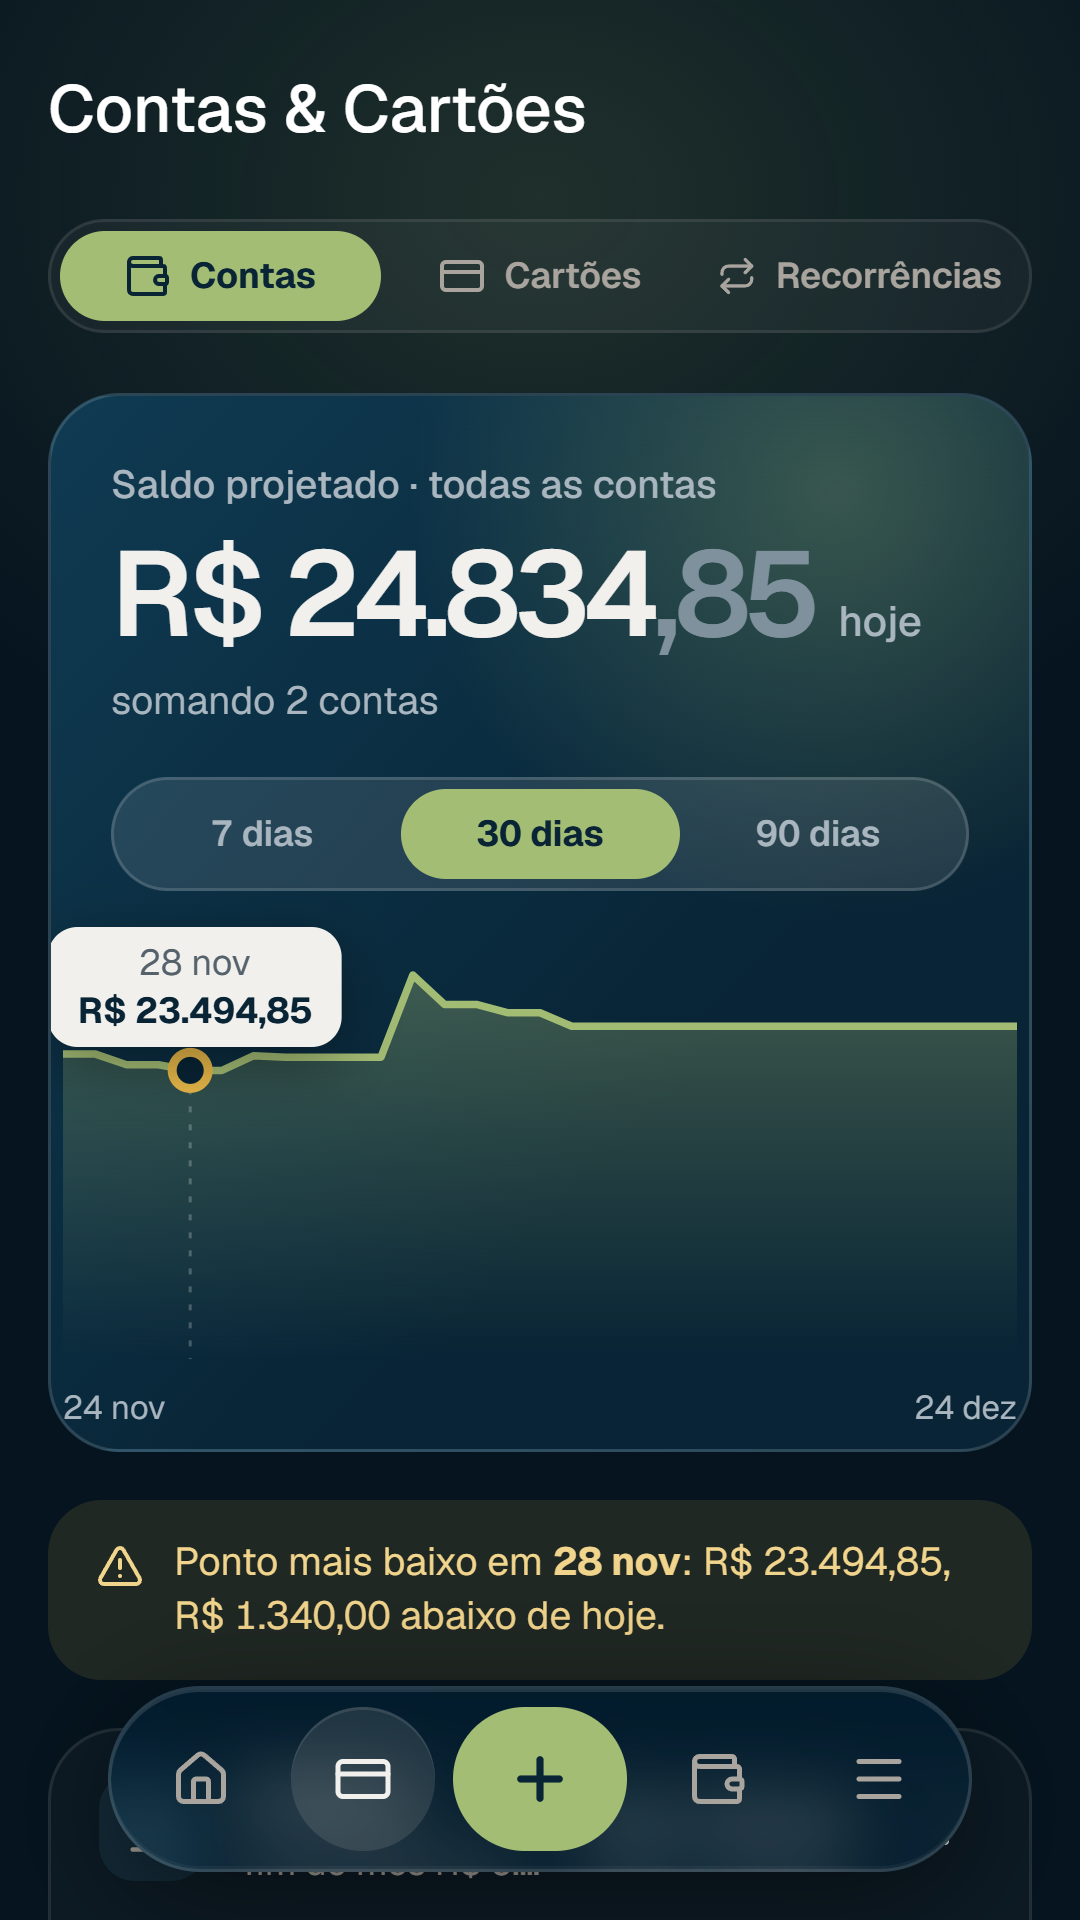 Contas & Cartões
Contas
Cartões
Recorrências
Saldo projetado · todas as contas
R$ 24.834,85 hoje
somando 2 contas
7 dias
30 dias
90 dias
28 nov
R$ 23.494,85
24 nov
24 dez
Ponto mais baixo em 28 nov: R$ 23.494,85,
R$ 1.340,00 abaixo de hoje.